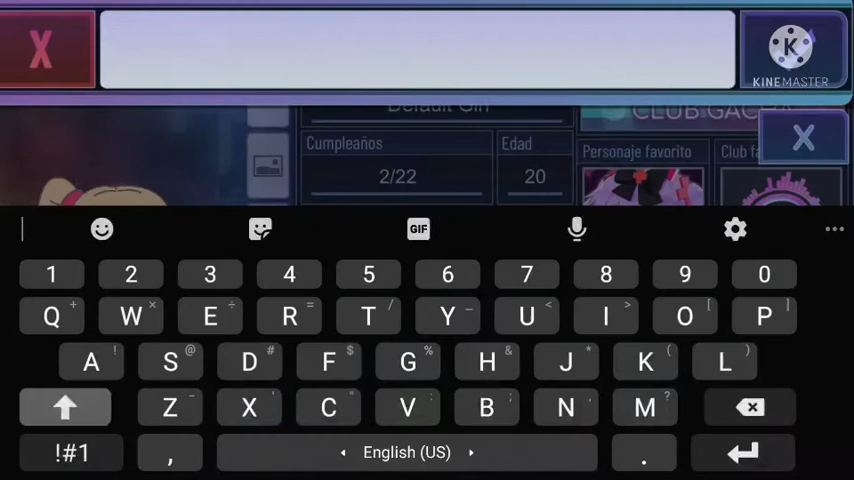 X
K
KINEMASTER
Default Girl
CLUB GAC
X
Cumpleaños
Edad
Personaje favorito
Club fa
2/22
20
GIF
1 2 3 4 5 6 7 8 9 0
Q + W × E ÷ R = T / Y _ U < I > O [ P ]
A ! S @ D # F $ G % H & J * K ( L )
Z - X ' C " V : B ; N , M ?
!#1 , English (US) .